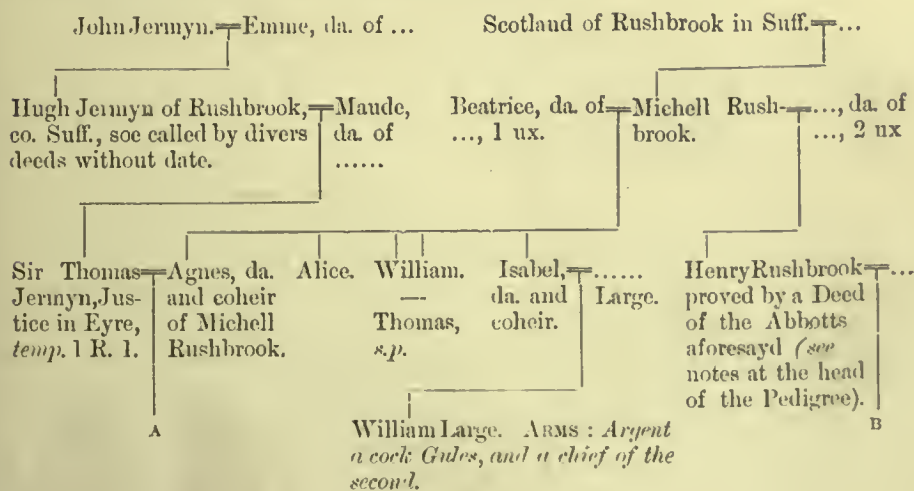 John Jermyn. Emme, da. of ...
Scotland of Rushbrook in Suff. ...
Hugh Jermyn of Rushbrook,
co. Suff., soe called by divers
deeds without date.
Maude,
da. of
......
Beatrice, da. of
..., 1 ux.
Michell Rush-
brook.
..., da. of
..., 2 ux
Sir Thomas
Jermyn, Jus-
tice in Eyre,
temp. 1 R. 1.
Agnes, da.
and coheir
of Michell
Rushbrook.
Alice.
William.
—
Thomas,
s.p.
Isabel,
da. and
coheir.
......
Large.
Henry Rushbrook
proved by a Deed
of the Abbotts
aforesayd (see
notes at the head
of the Pedigree).
...
A
B
William Large. ARMS : Argent
a cock Gules, and a chief of the
second.